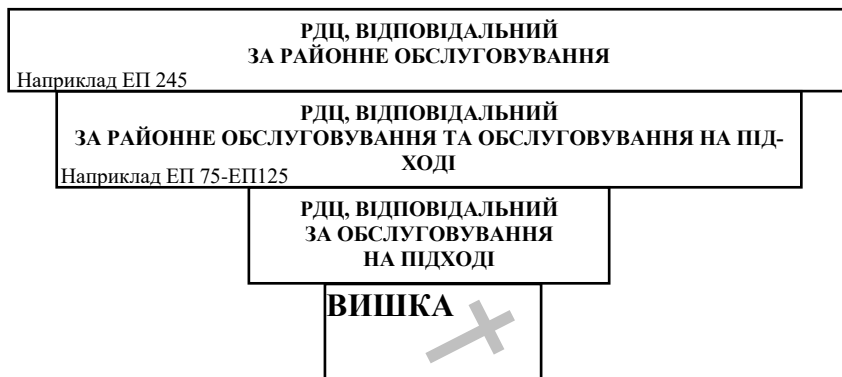 РДЦ, ВІДПОВІДАЛЬНИЙ
ЗА РАЙОННЕ ОБСЛУГОВУВАННЯ
Наприклад ЕП 245
РДЦ, ВІДПОВІДАЛЬНИЙ
ЗА РАЙОННЕ ОБСЛУГОВУВАННЯ ТА ОБСЛУГОВУВАННЯ НА ПІД-
ХОДІ
Наприклад ЕП 75-ЕП125
РДЦ, ВІДПОВІДАЛЬНИЙ
ЗА ОБСЛУГОВУВАННЯ
НА ПІДХОДІ
ВИШКА